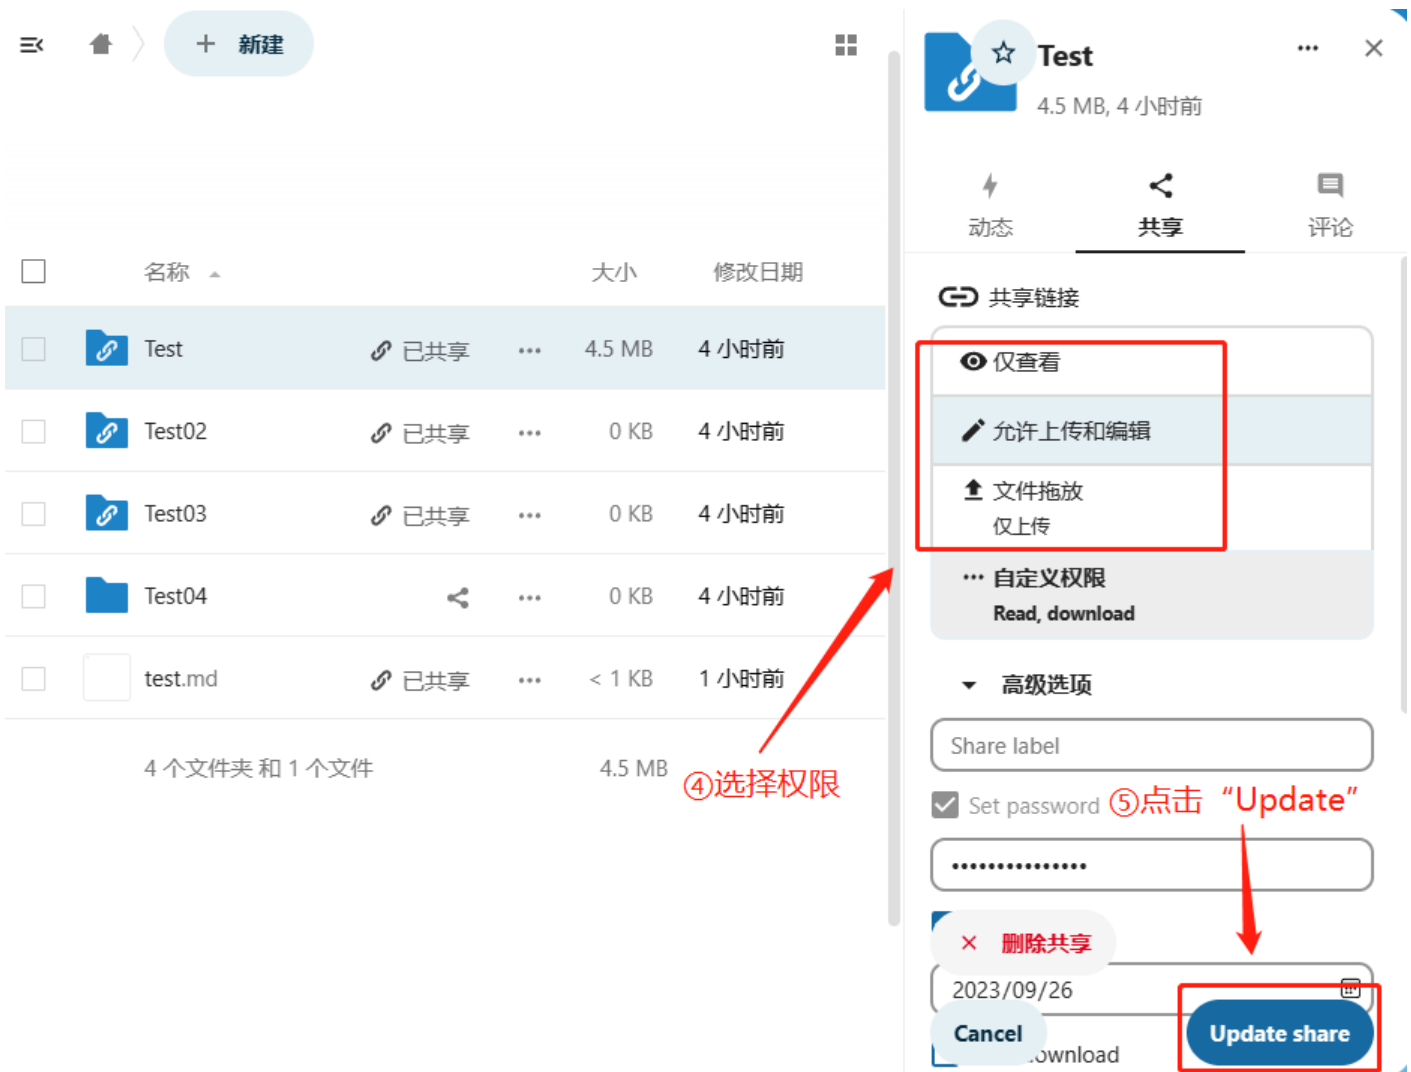 新建
名称
大小
修改日期
Test
已共享
4.5 MB
4 小时前
Test02
已共享
0 KB
4 小时前
Test03
已共享
0 KB
4 小时前
Test04
0 KB
4 小时前
test.md
已共享
< 1 KB
1 小时前
4 个文件夹 和 1 个文件
4.5 MB
④选择权限
Test
4.5 MB, 4 小时前
动态
共享
评论
共享链接
仅查看
允许上传和编辑
文件拖放
仅上传
自定义权限
Read, download
高级选项
Share label
Set password
⑤点击“Update”
•••••••••••••••
删除共享
2023/09/26
Cancel
Update share